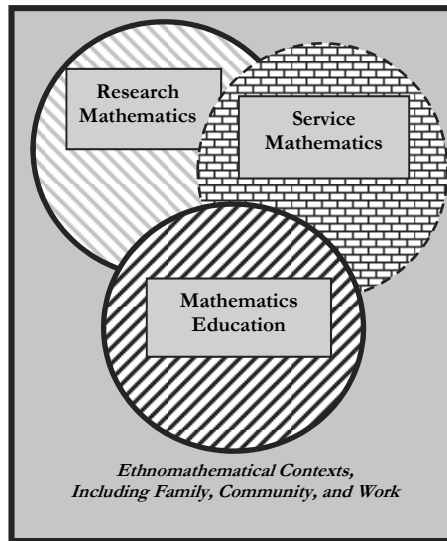 Research
Mathematics
Service
Mathematics
Mathematics
Education
Ethnomathematical Contexts,
Including Family, Community, and Work